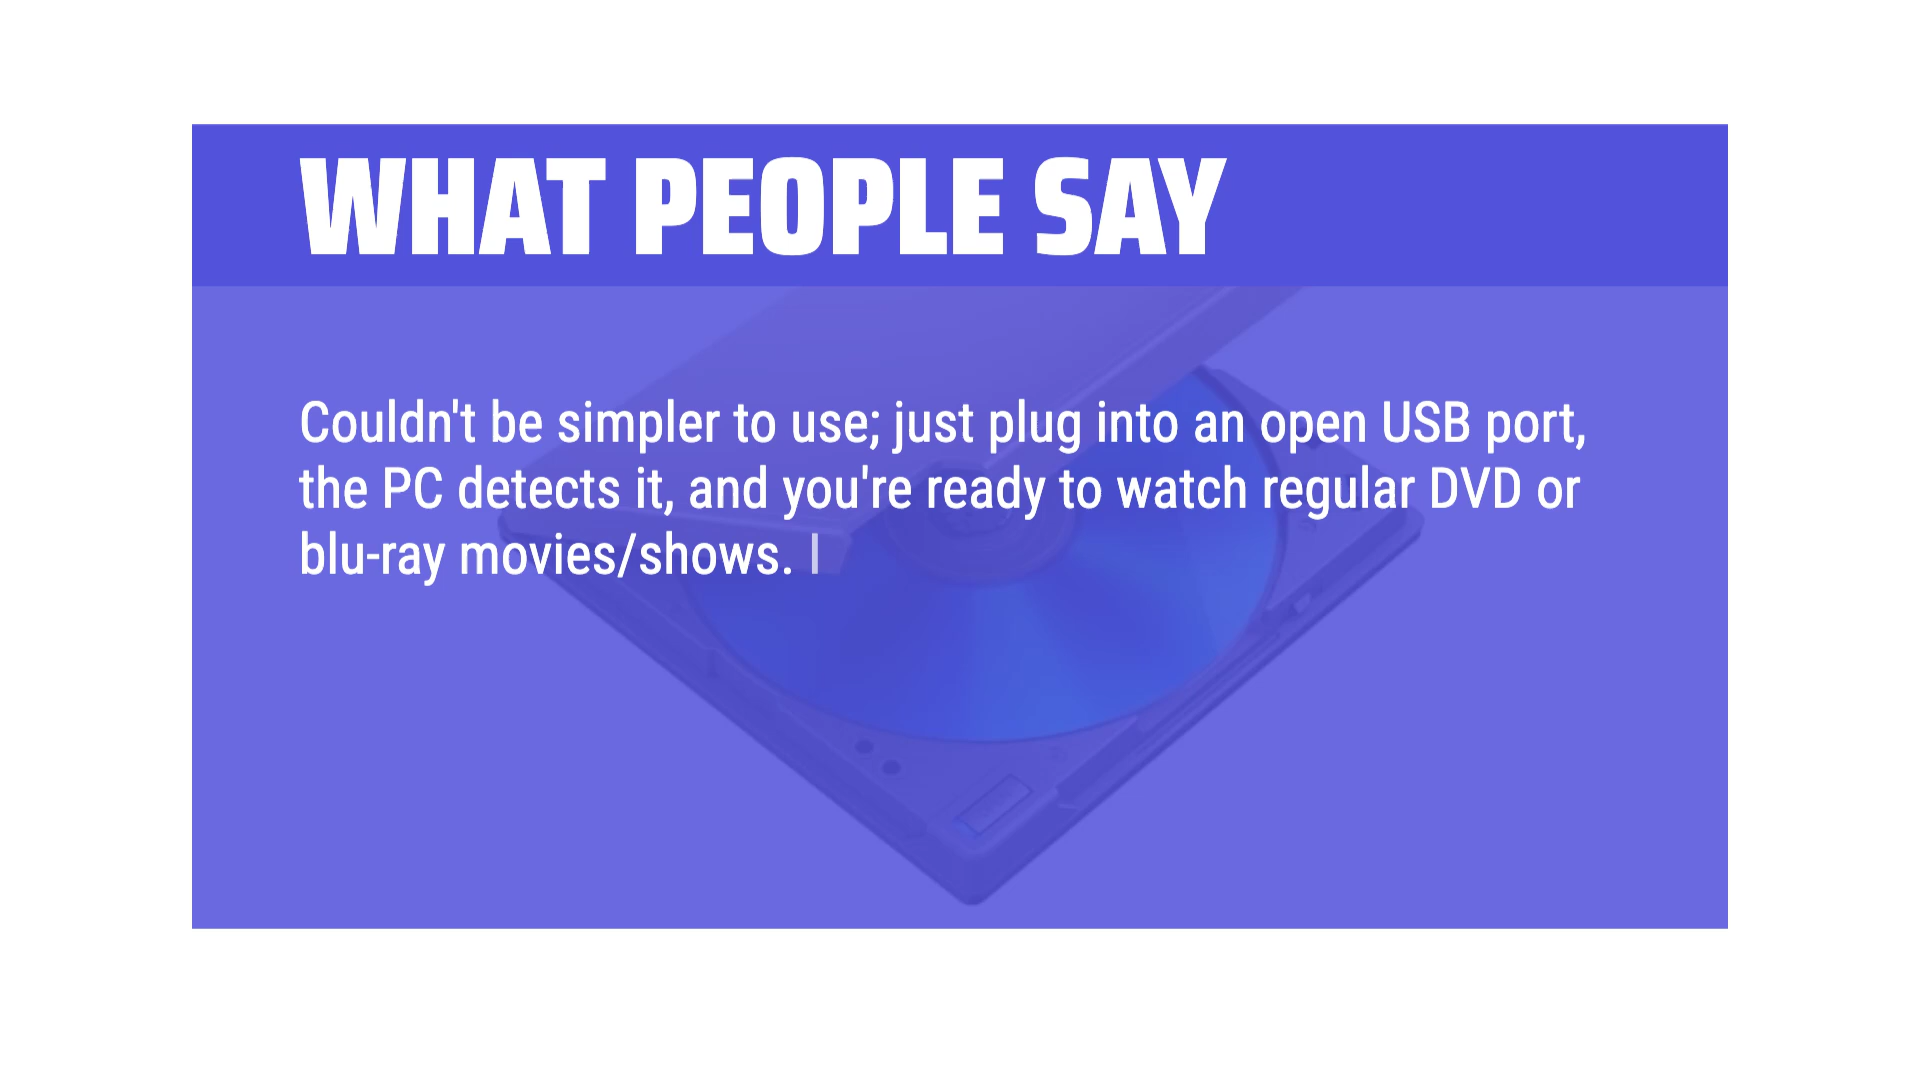 WHAT PEOPLE SAY
Couldn't be simpler to use; just plug into an open USB port,
the PC detects it, and you're ready to watch regular DVD or
blu-ray movies/shows. I